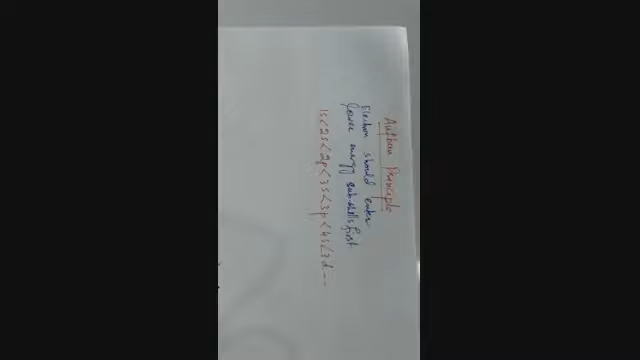 Aufbau Principle
Electron should enter
lower energy sub-shells first
1s<2s<2p<3s<3p<4s<3d---